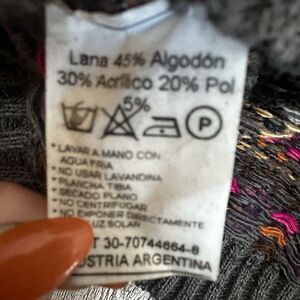 Lana 45% Algodón
30% Acrílico 20% Pol
5%
P
• LAVAR A MANO CON
AGUA FRIA
• NO USAR LAVANDINA
• PLANCHA TIBIA
• SECADO PLANO
• NO CENTRIFUGAR
• NO EXPONER DIRECTAMENTE
LUZ SOLAR
T 30-70744664-8
USTRIA ARGENTINA